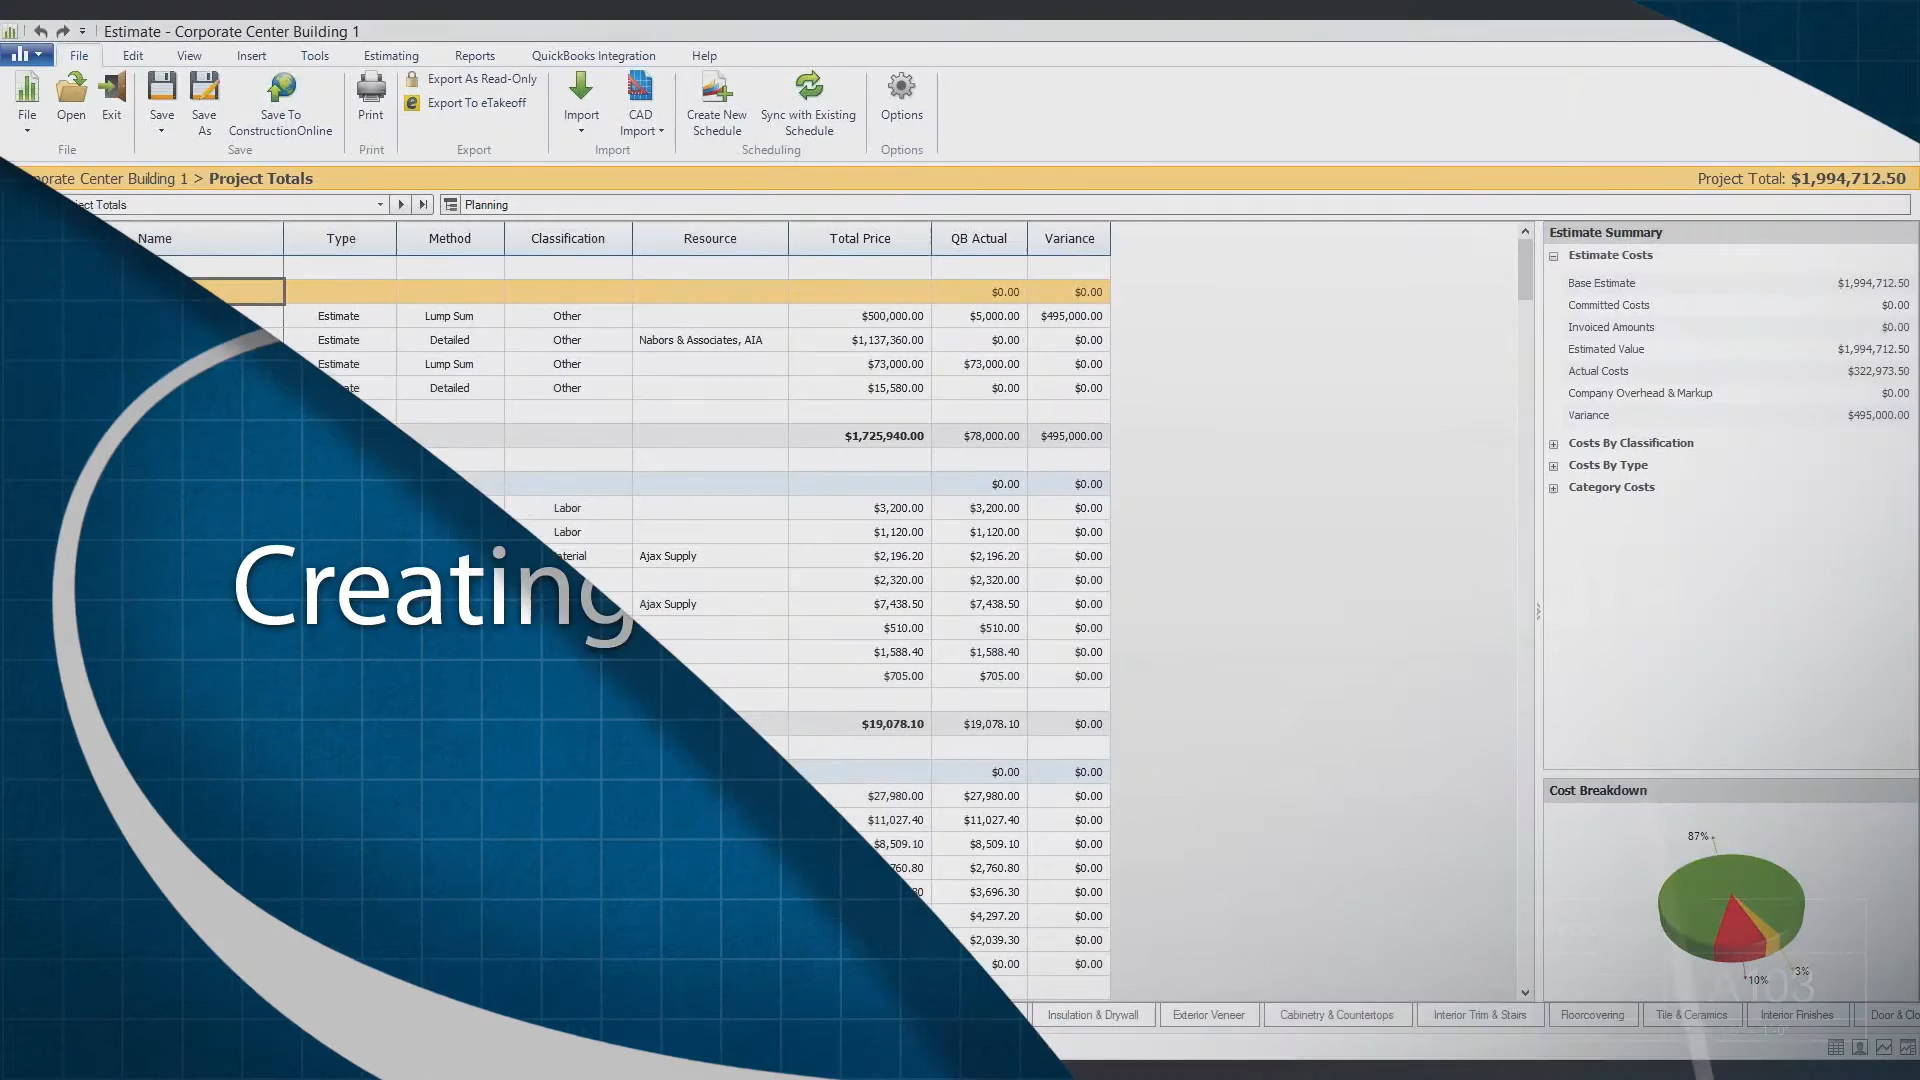 Estimate - Corporate Center Building 1
File Edit View Insert Tools Estimating Reports QuickBooks Integration Help
File Open Exit Save Save As Save To ConstructionOnline Print Export As Read-Only Export To eTakeoff Import CAD Import Create New Schedule Sync with Existing Schedule Options
File Save Print Export Import Scheduling Options
porate Center Building 1 > Project Totals Project Total: $1,994,712.50
ject Totals Planning
Name Type Method Classification Resource Total Price QB Actual Variance
$0.00 $0.00
Estimate Lump Sum Other $500,000.00 $5,000.00 $495,000.00
Estimate Detailed Other Nabors & Associates, AIA $1,137,360.00 $0.00 $0.00
Estimate Lump Sum Other $73,000.00 $73,000.00 $0.00
ate Detailed Other $15,580.00 $0.00 $0.00
$1,725,940.00 $78,000.00 $495,000.00
$0.00 $0.00
Labor $3,200.00 $3,200.00 $0.00
Labor $1,120.00 $1,120.00 $0.00
aterial Ajax Supply $2,196.20 $2,196.20 $0.00
$2,320.00 $2,320.00 $0.00
Ajax Supply $7,438.50 $7,438.50 $0.00
$510.00 $510.00 $0.00
$1,588.40 $1,588.40 $0.00
$705.00 $705.00 $0.00
$19,078.10 $19,078.10 $0.00
$0.00 $0.00
$27,980.00 $27,980.00 $0.00
$11,027.40 $11,027.40 $0.00
$8,509.10 $8,509.10 $0.00
760.80 $2,760.80 $0.00
$3,696.30 $0.00
$4,297.20 $0.00
$2,039.30 $0.00
$0.00 $0.00
Creating
Estimate Summary
Estimate Costs
Base Estimate $1,994,712.50
Committed Costs $0.00
Invoiced Amounts $0.00
Estimated Value $1,994,712.50
Actual Costs $322,973.50
Company Overhead & Markup $0.00
Variance $495,000.00
Costs By Classification
Costs By Type
Category Costs
Cost Breakdown
87%
3%
10%
A103
Insulation & Drywall Exterior Veneer Cabinetry & Countertops Interior Trim & Stairs Floorcovering Tile & Ceramics Interior Finishes Door & Clo